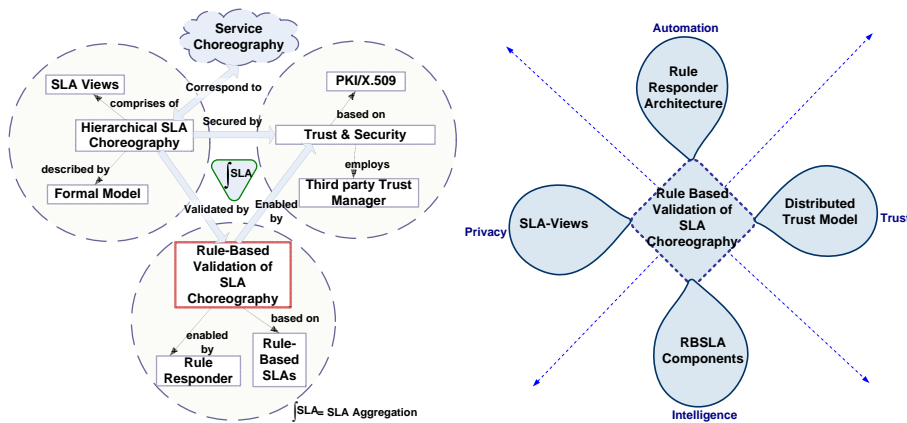 Service
Choreography
SLA Views
comprises of
Correspond to
PKI/X.509
based on
Hierarchical SLA
Choreography
Secured by
Trust & Security
described by
Formal Model
∫SLA
employs
Third party Trust
Manager
Validated by
Enabled
by
Rule-Based
Validation of
SLA
Choreography
enabled
by
based on
Rule
Responder
Rule-
Based
SLAs
∫SLA= SLA Aggregation
Automation
Rule
Responder
Architecture
Privacy
SLA-Views
Rule Based
Validation of
SLA
Choreography
Distributed
Trust Model
Trust
RBSLA
Components
Intelligence